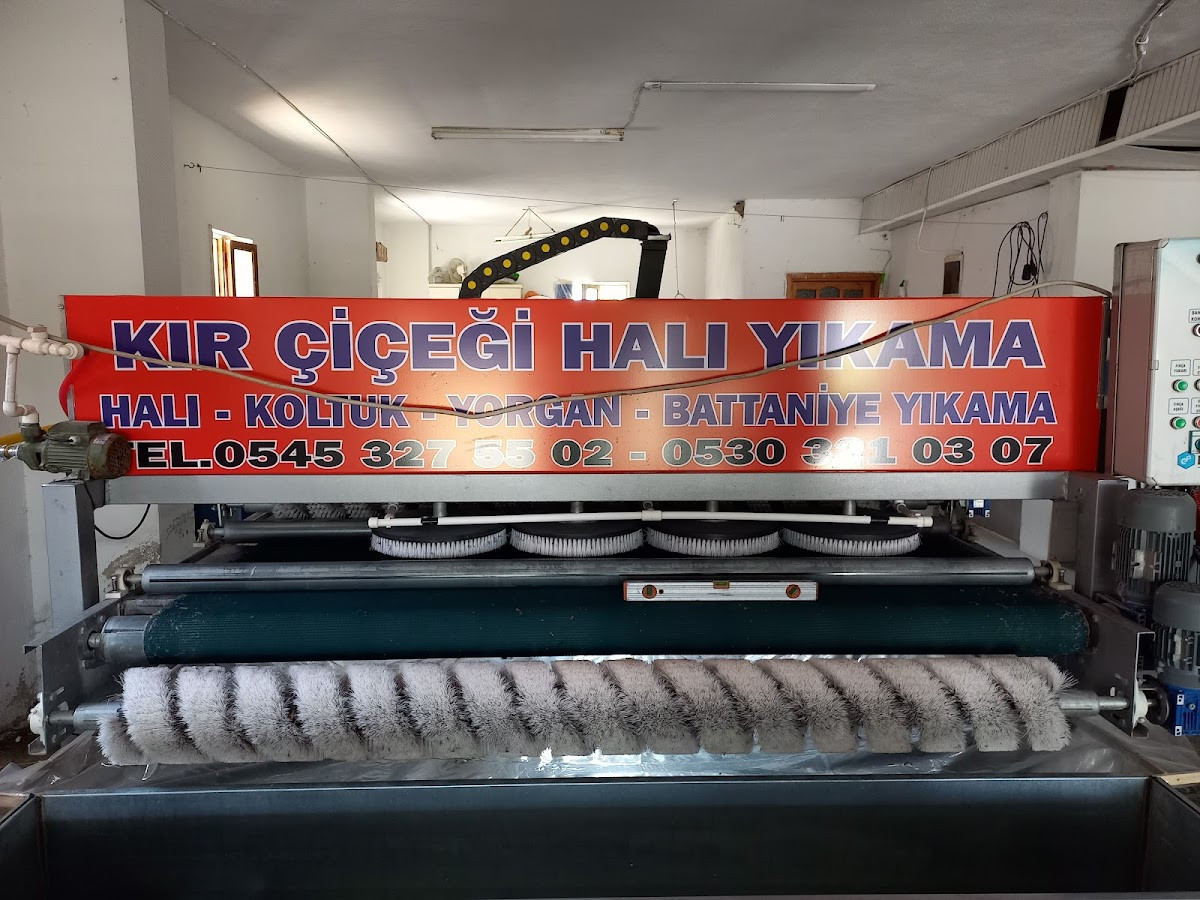 KIR ÇİÇEĞİ HALI YIKAMA
HALI - KOLTUK - YORGAN - BATTANİYE YIKAMA
TEL.0545 327 55 02 - 0530 321 03 07